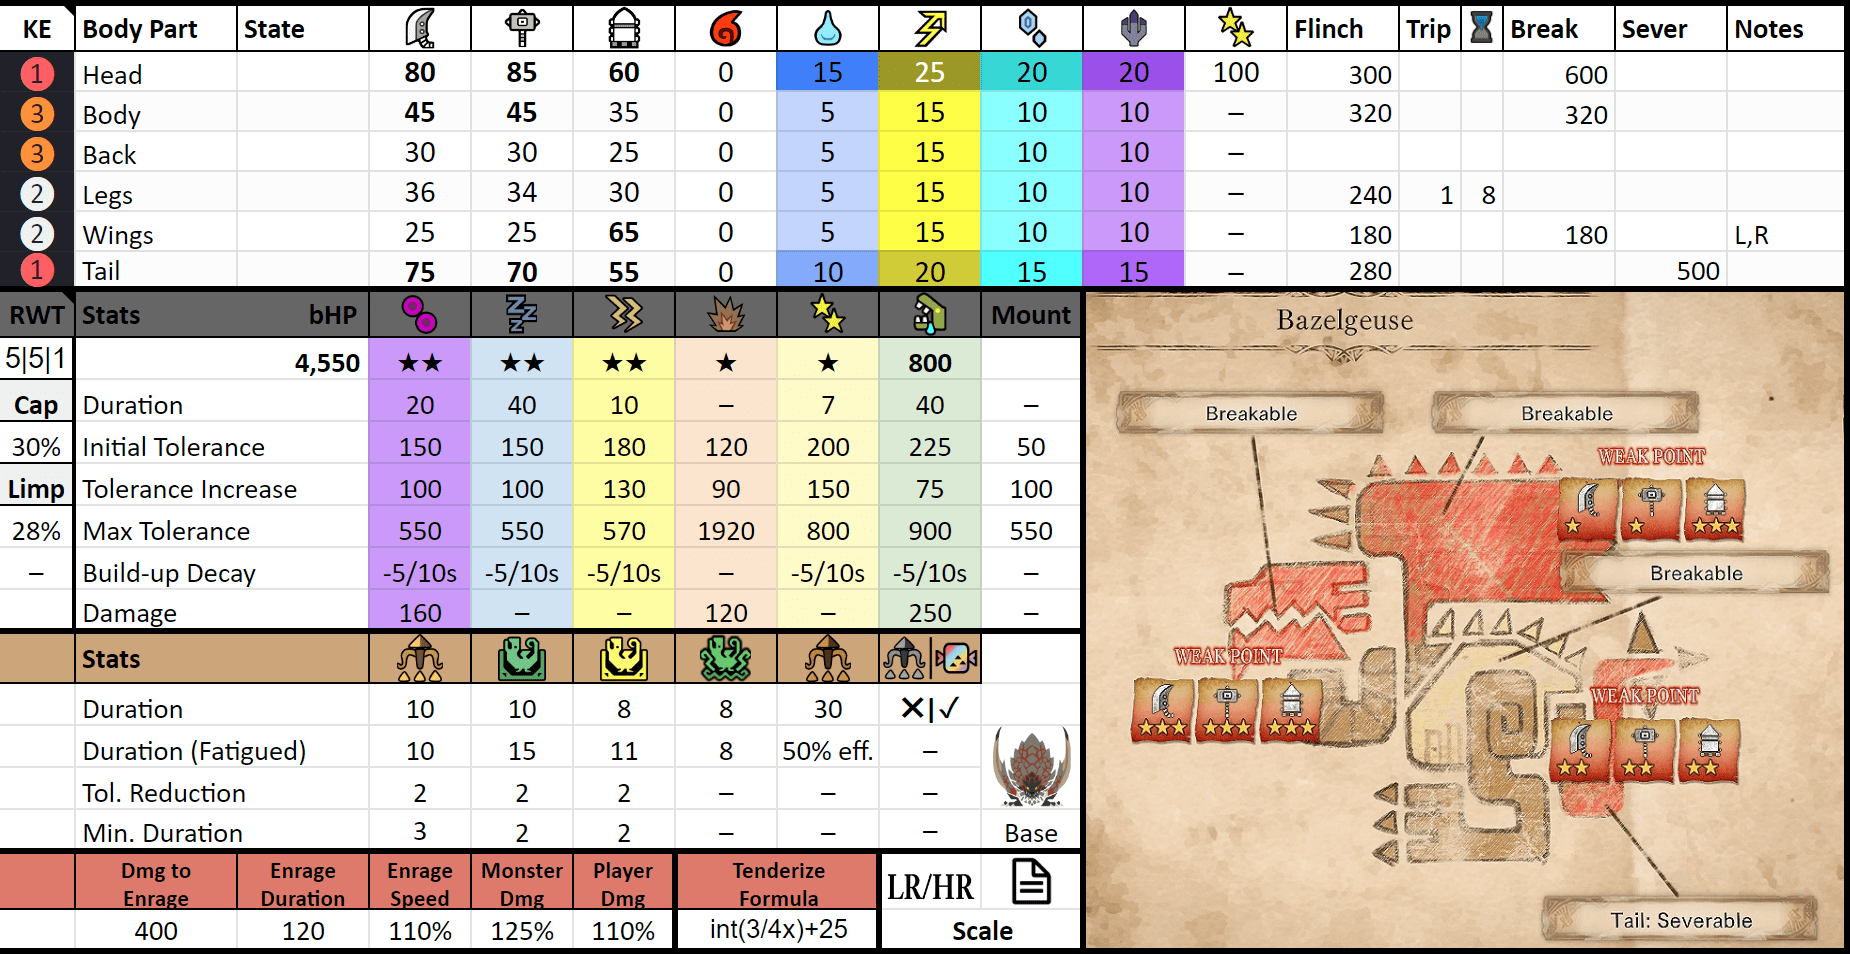 KE Body Part State Flinch Trip Break Sever Notes
1 Head 80 85 60 0 15 25 20 20 100 300 600
3 Body 45 45 35 0 5 15 10 10 – 320 320
3 Back 30 30 25 0 5 15 10 10 –
2 Legs 36 34 30 0 5 15 10 10 – 240 1 8
2 Wings 25 25 65 0 5 15 10 10 – 180 180 L,R
1 Tail 75 70 55 0 10 20 15 15 – 280 500
RWT Stats bHP Mount
5|5|1 4,550 ★★ ★★ ★★ ★ ★ 800
Cap Duration 20 40 10 – 7 40 –
30% Initial Tolerance 150 150 180 120 200 225 50
Limp Tolerance Increase 100 100 130 90 150 75 100
28% Max Tolerance 550 550 570 1920 800 900 550
– Build-up Decay -5/10s -5/10s -5/10s – -5/10s -5/10s –
Damage 160 – – 120 – 250 –
Stats
Duration 10 10 8 8 30 ✕|✓
Duration (Fatigued) 10 15 11 8 50% eff. –
Tol. Reduction 2 2 2 – – –
Min. Duration 3 2 2 – – – Base
Dmg to Enrage Enrage Duration Enrage Speed Monster Dmg Player Dmg Tenderize Formula LR/HR
400 120 110% 125% 110% int(3/4x)+25 Scale
Bazelgeuse
Breakable
Breakable
WEAK POINT
Breakable
WEAK POINT
WEAK POINT
Tail: Severable